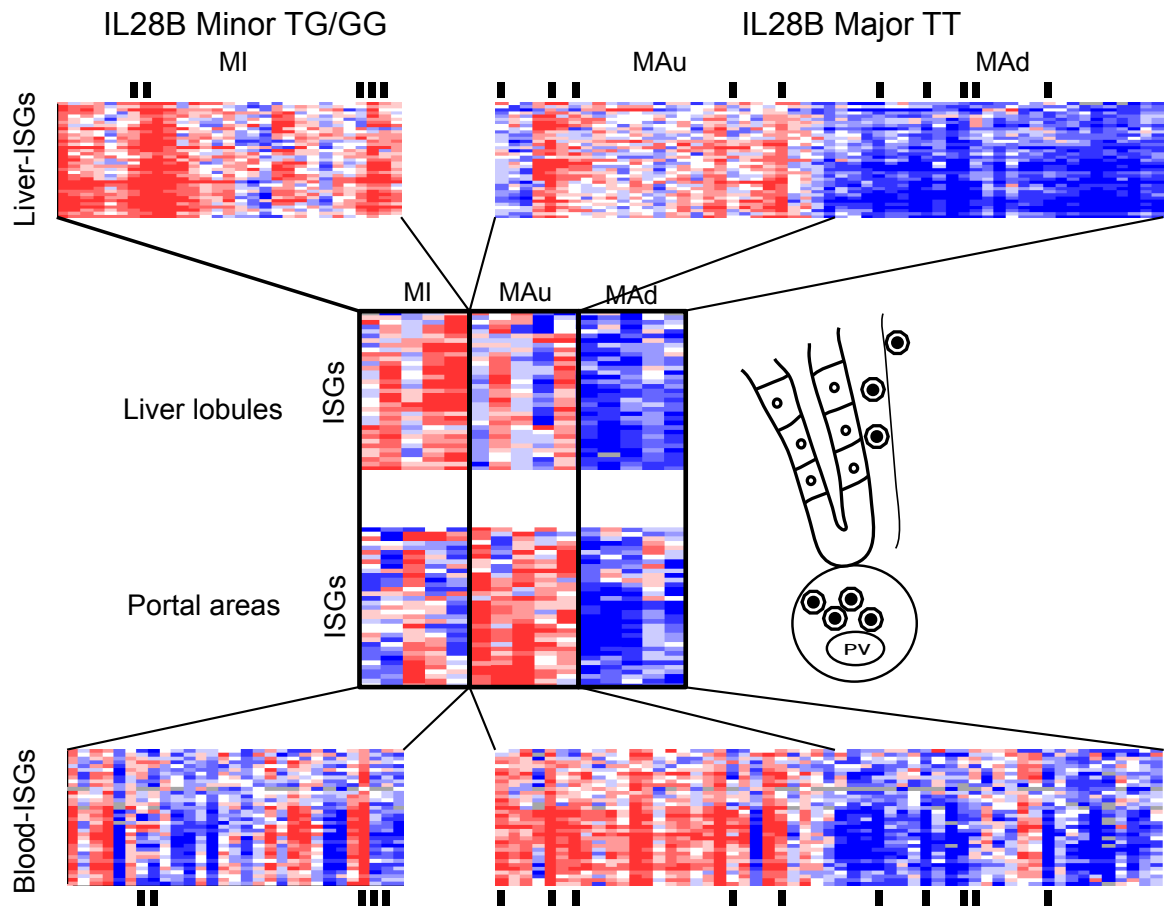 IL28B Minor TG/GG
IL28B Major TT
MI
MAu
MAd
Liver-ISGs
MI
MAu
MAd
Liver lobules
ISGs
Portal areas
ISGs
PV
Blood-ISGs